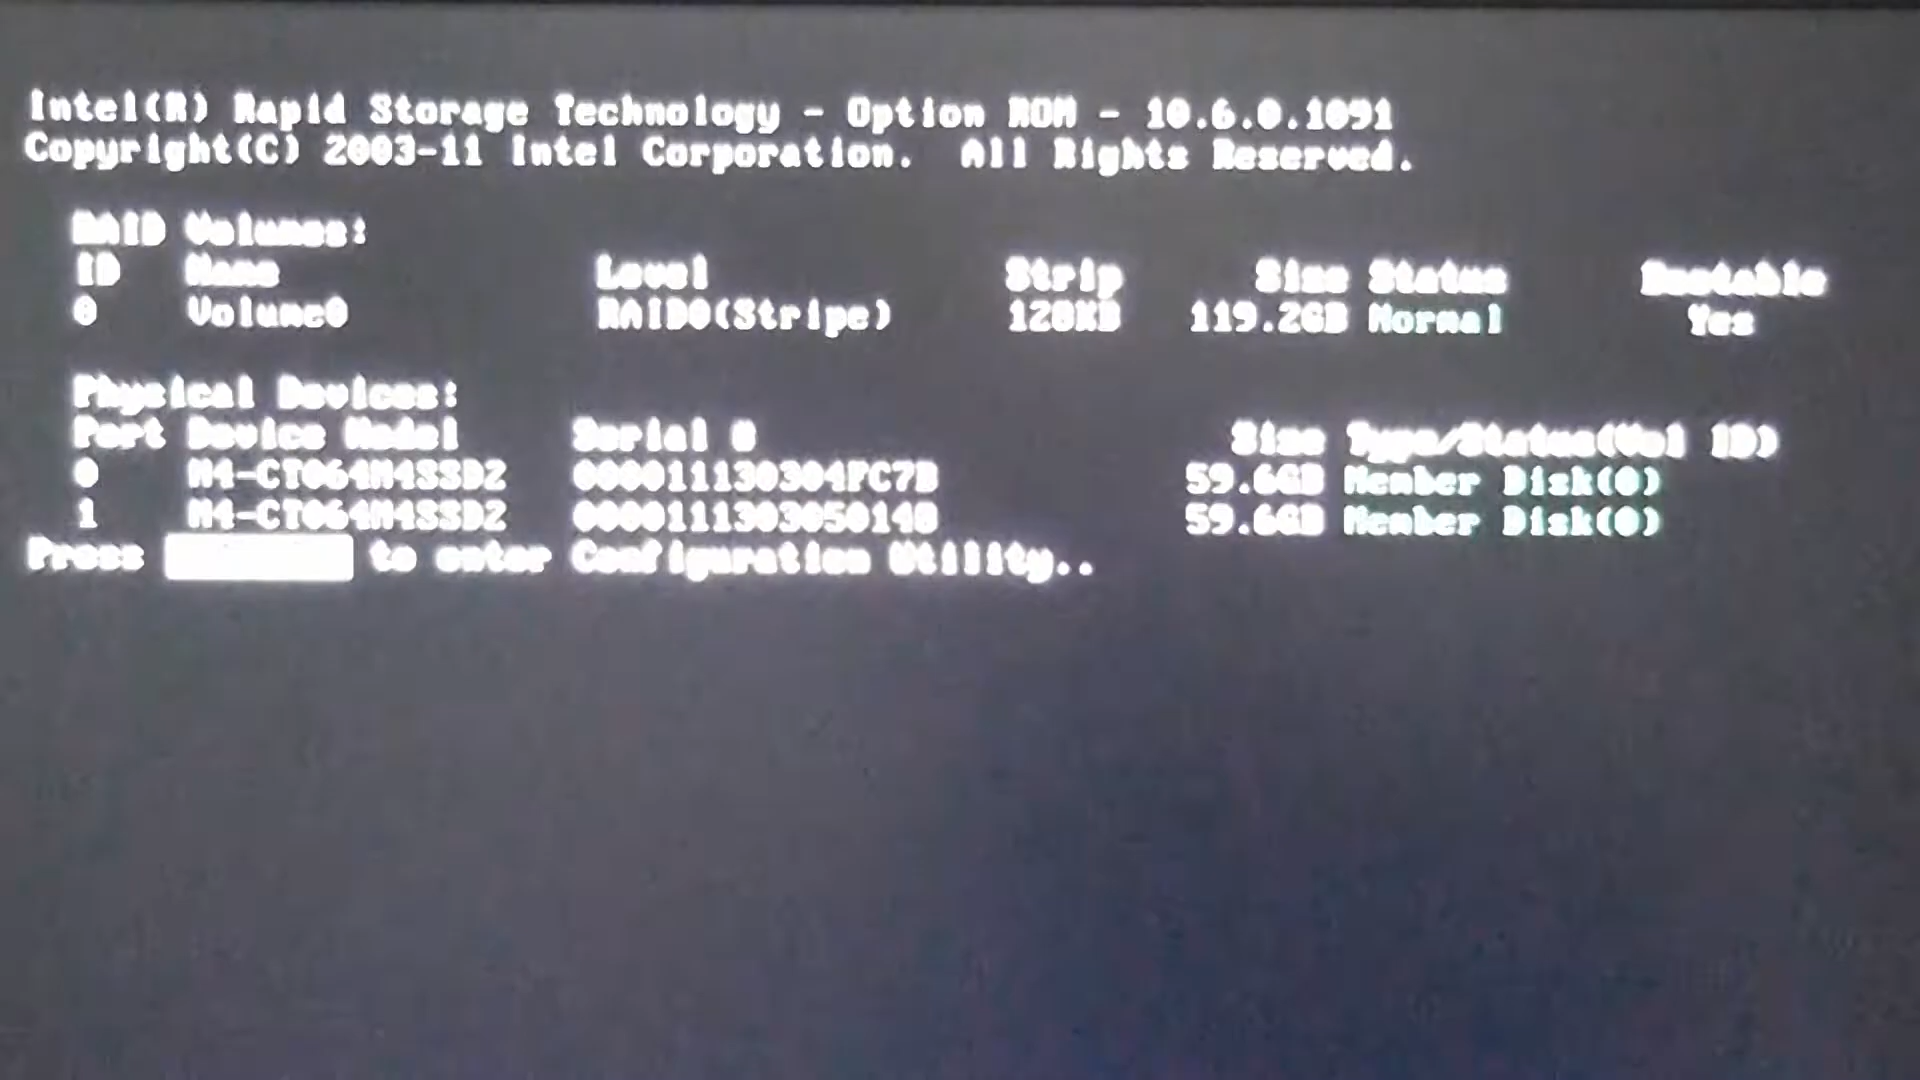 Intel(R) Rapid Storage Technology - Option ROM - 10.6.0.1091
Copyright(C) 2003-11 Intel Corporation. All Rights Reserved.
RAID Volumes:
ID Name Level Strip Size Status Bootable
0 Volume0 RAID0(Stripe) 128KB 119.2GB Normal Yes
Physical Devices:
Port Device Model Serial # Size Type/Status(Vol ID)
0 M4-CT064M4SSD2 000011130304FC7B 59.6GB Member Disk(0)
1 M4-CT064M4SSD2 0000111303050148 59.6GB Member Disk(0)
Press to enter Configuration Utility..